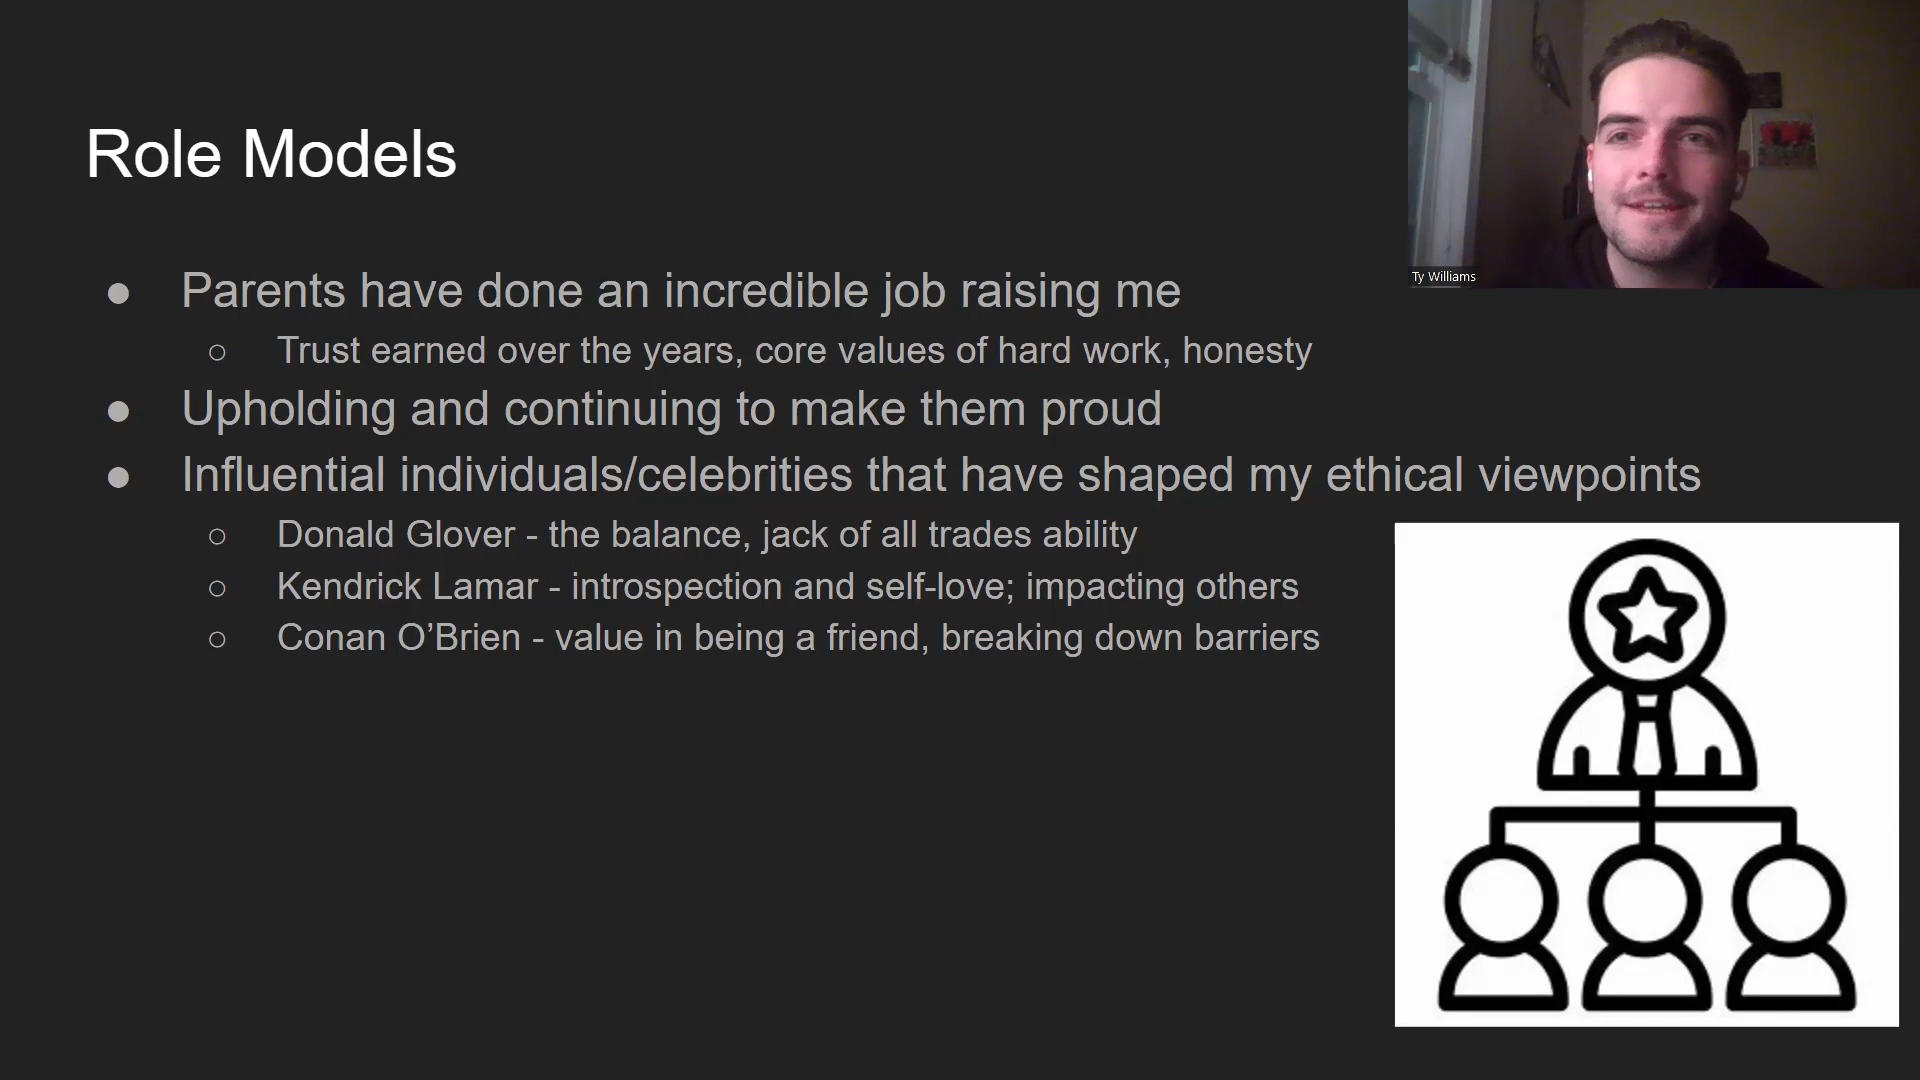 Role Models
Ty Williams
● Parents have done an incredible job raising me
○ Trust earned over the years, core values of hard work, honesty
● Upholding and continuing to make them proud
● Influential individuals/celebrities that have shaped my ethical viewpoints
○ Donald Glover - the balance, jack of all trades ability
○ Kendrick Lamar - introspection and self-love; impacting others
○ Conan O’Brien - value in being a friend, breaking down barriers